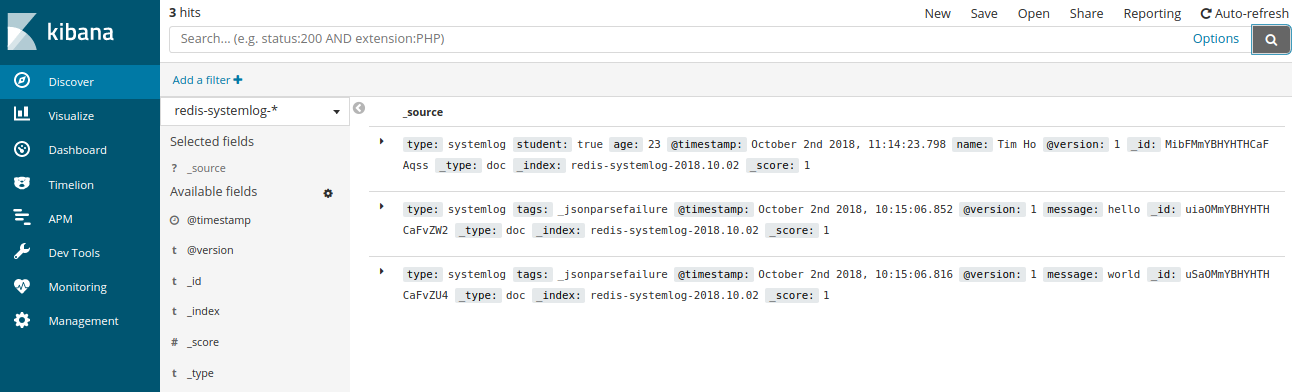 kibana
Discover
Visualize
Dashboard
Timelion
APM
Dev Tools
Monitoring
Management
3 hits
New Save Open Share Reporting Auto-refresh
Search... (e.g. status:200 AND extension:PHP) Options
Add a filter +
redis-systemlog-*
Selected fields
? _source
Available fields
@timestamp
t @version
t _id
t _index
# _score
t _type
_source
type: systemlog student: true age: 23 @timestamp: October 2nd 2018, 11:14:23.798 name: Tim Ho @version: 1 _id: MibFMmYBHYHTHCaF
Aqss _type: doc _index: redis-systemlog-2018.10.02 _score: 1
type: systemlog tags: _jsonparsefailure @timestamp: October 2nd 2018, 10:15:06.852 @version: 1 message: hello _id: uiaOMmYBHYHTH
CaFvZW2 _type: doc _index: redis-systemlog-2018.10.02 _score: 1
type: systemlog tags: _jsonparsefailure @timestamp: October 2nd 2018, 10:15:06.816 @version: 1 message: world _id: uSaOMmYBHYHTH
CaFvZU4 _type: doc _index: redis-systemlog-2018.10.02 _score: 1